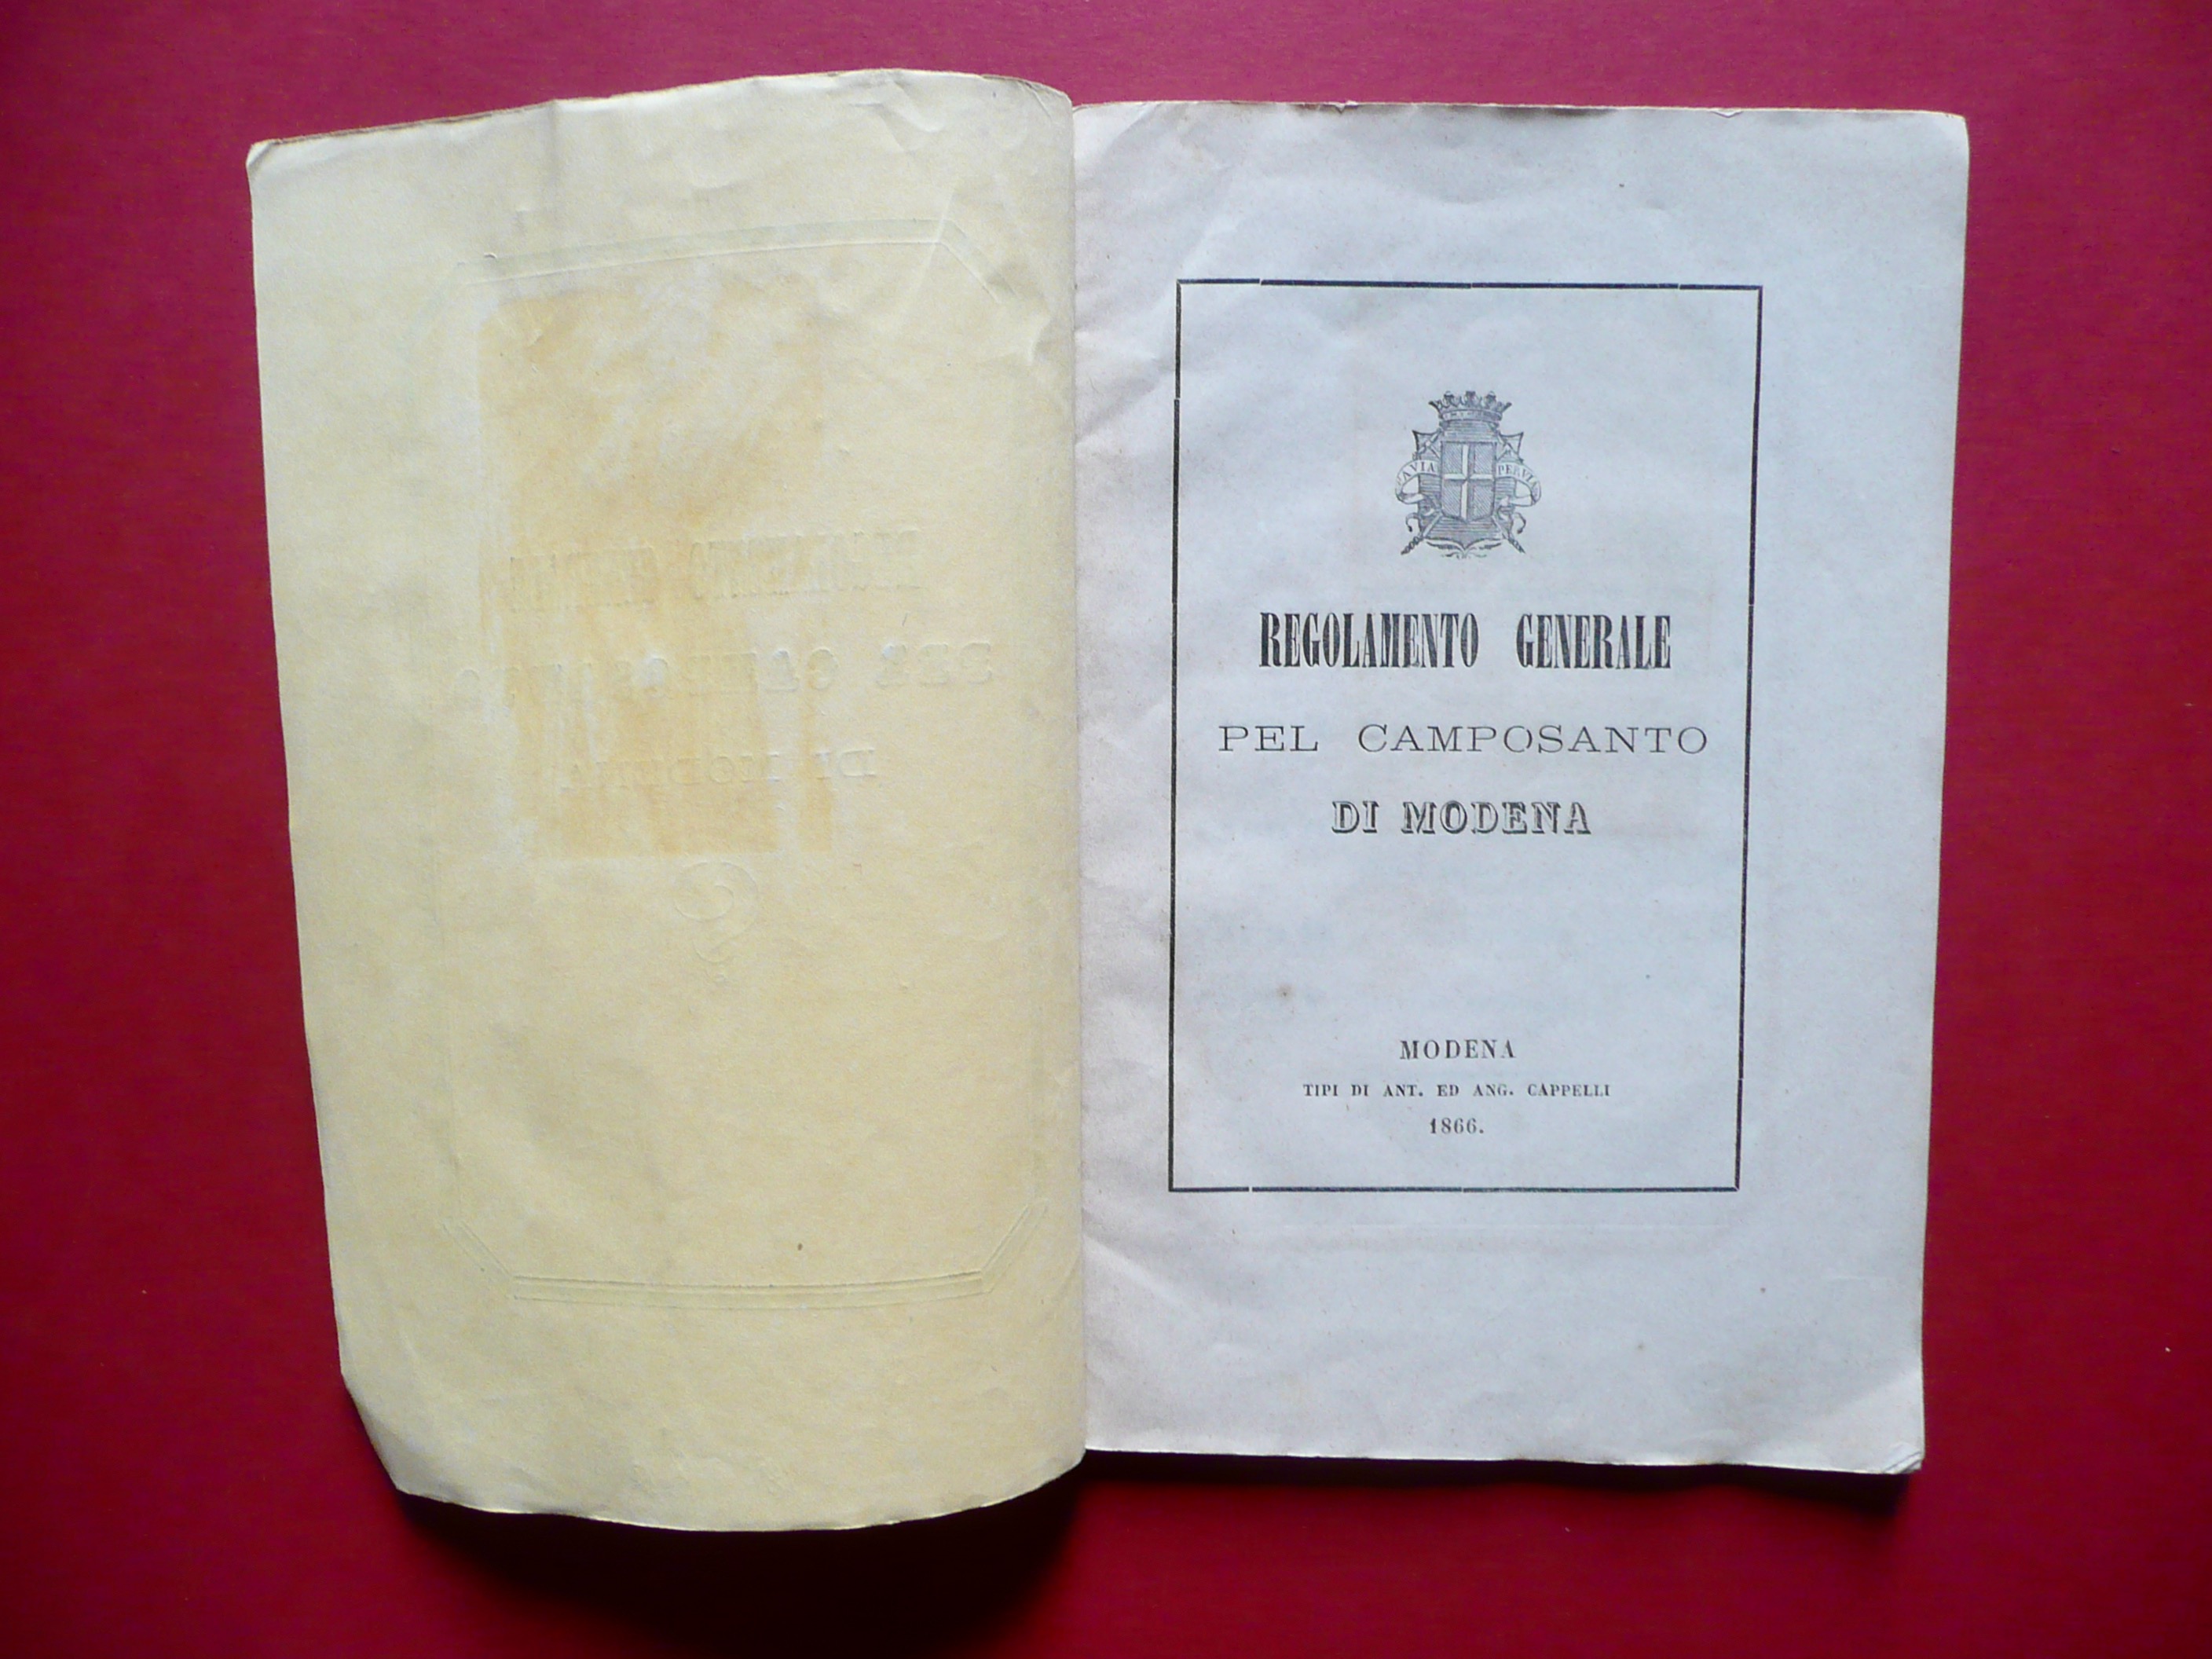 AVIA PERVIA
REGOLAMENTO GENERALE
PEL CAMPOSANTO
DI MODENA
MODENA
TIPI DI ANT. ED ANG. CAPPELLI
1866.